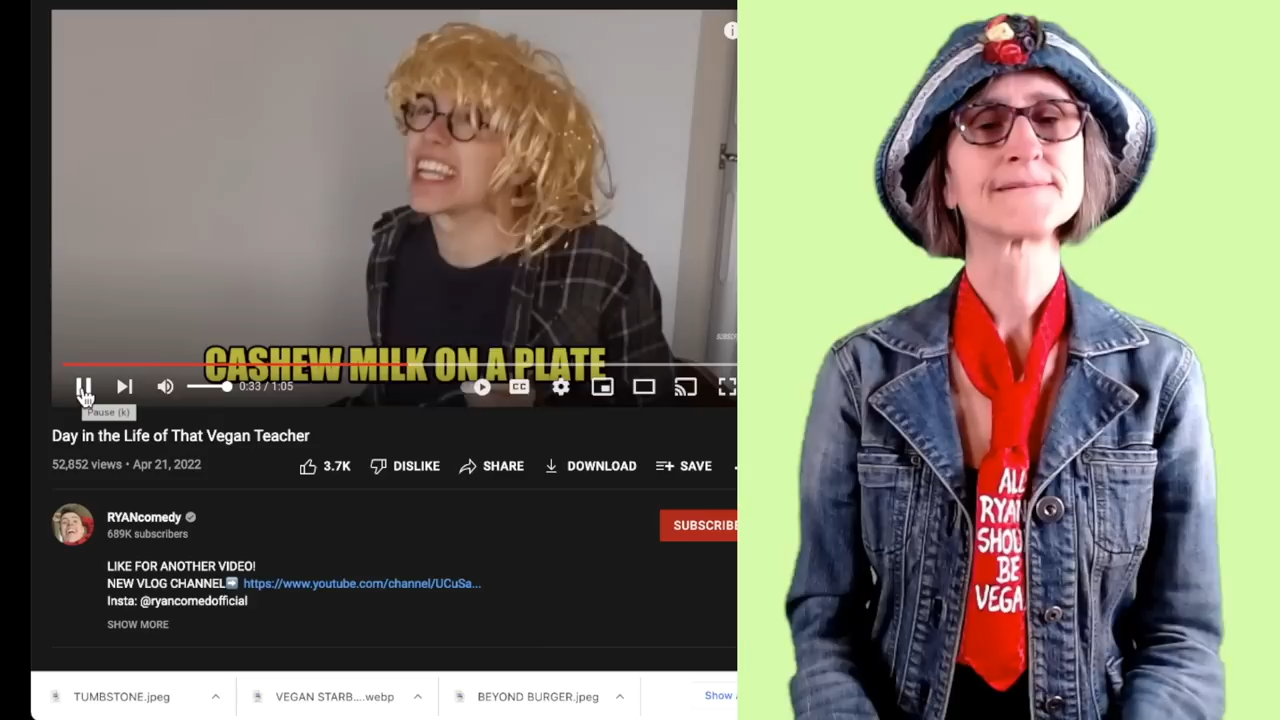 CASHEW MILK ON A PLATE
0:33 / 1:05
CC
Pause (k)
Day in the Life of That Vegan Teacher
52,852 views • Apr 21, 2022
3.7K
DISLIKE
SHARE
DOWNLOAD
SAVE
RYANcomedy
689K subscribers
SUBSCRIBE
LIKE FOR ANOTHER VIDEO!
NEW VLOG CHANNEL➡ https://www.youtube.com/channel/UCuSa...
Insta: @ryancomedofficial
SHOW MORE
TUMBSTONE.jpeg
VEGAN STARB....webp
BEYOND BURGER.jpeg
Show
ALL
RYAN
SHOU
BE
VEGA